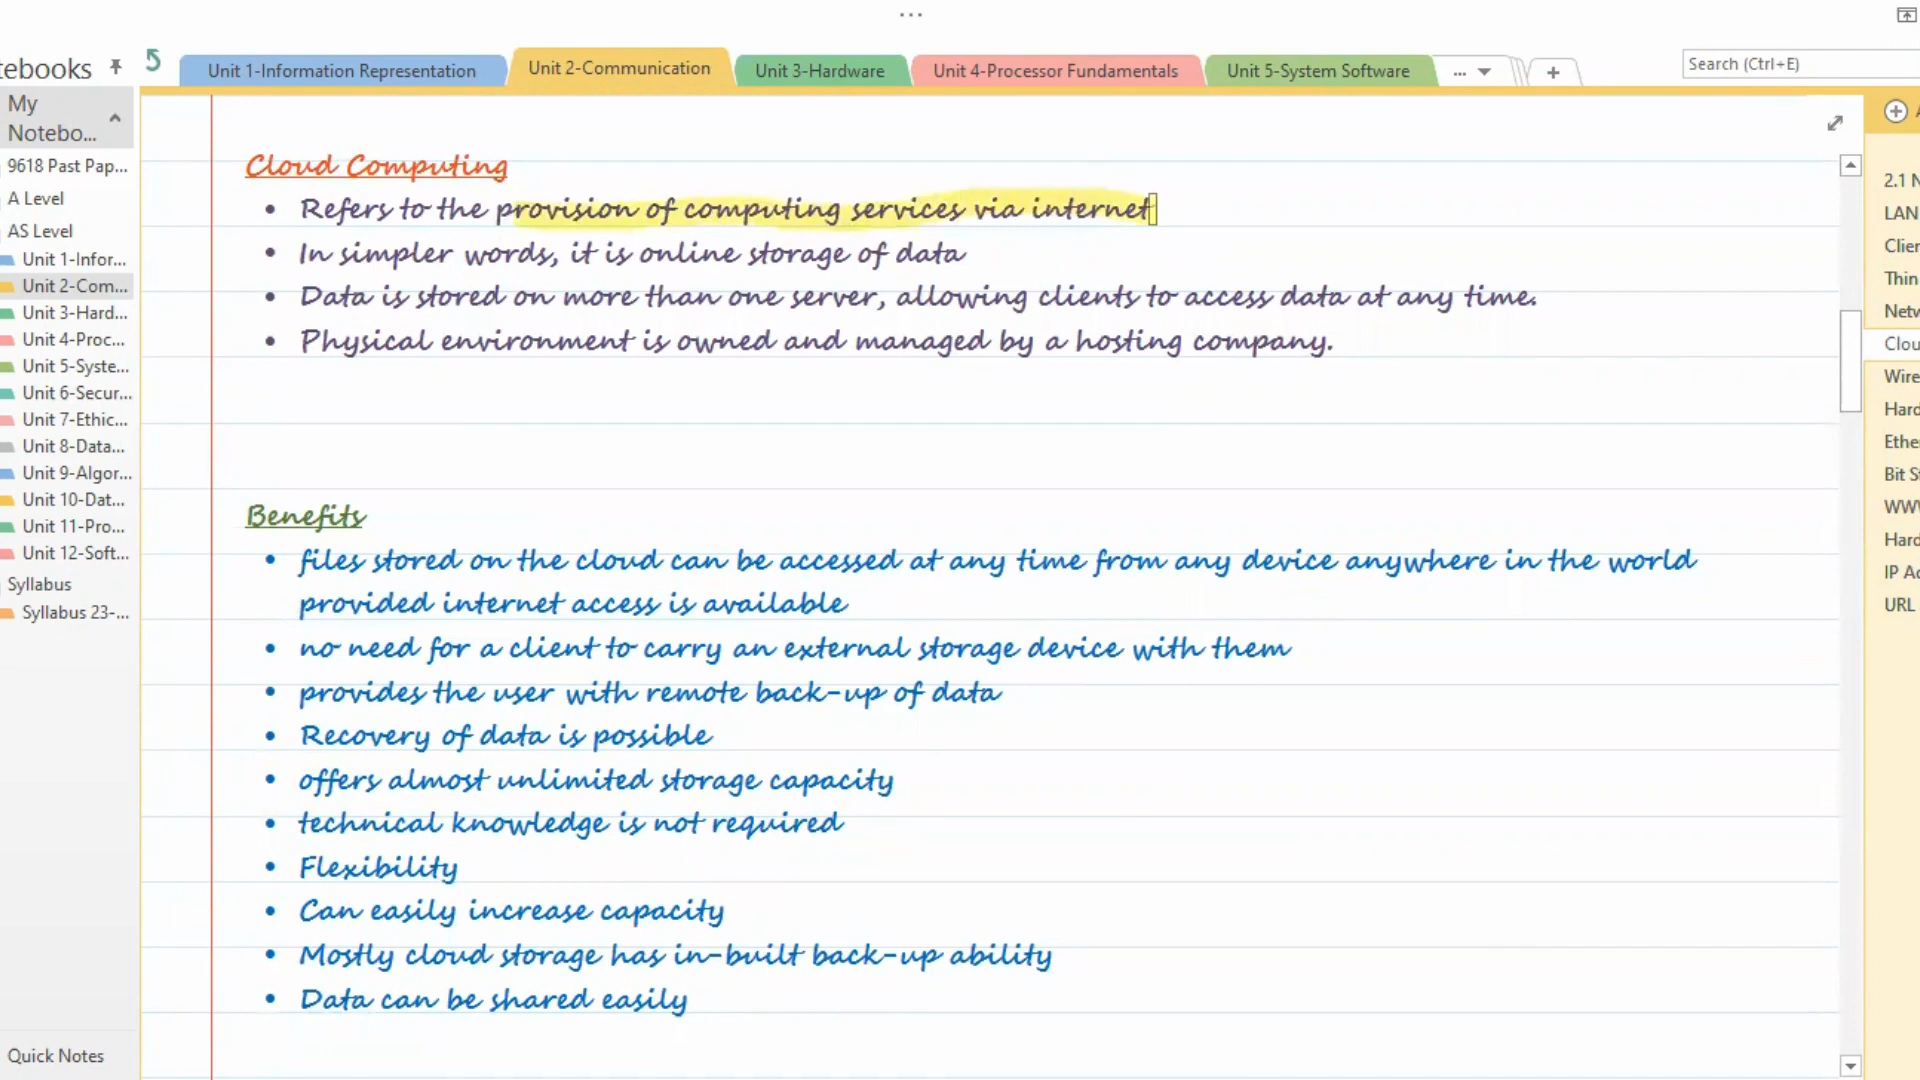 ...
Search (Ctrl+E)
tebooks
Unit 1-Information Representation
Unit 2-Communication
Unit 3-Hardware
Unit 4-Processor Fundamentals
Unit 5-System Software
...
+
My
Notebo...
9618 Past Pap...
A Level
AS Level
Unit 1-Infor...
Unit 2-Com...
Unit 3-Hard...
Unit 4-Proc...
Unit 5-Syste...
Unit 6-Secur...
Unit 7-Ethic...
Unit 8-Data...
Unit 9-Algor...
Unit 10-Dat...
Unit 11-Pro...
Unit 12-Soft...
Syllabus
Syllabus 23-...
Quick Notes
Cloud Computing
• Refers to the provision of computing services via internet
• In simpler words, it is online storage of data
• Data is stored on more than one server, allowing clients to access data at any time.
• Physical environment is owned and managed by a hosting company.
Benefits
• files stored on the cloud can be accessed at any time from any device anywhere in the world
provided internet access is available
• no need for a client to carry an external storage device with them
• provides the user with remote back-up of data
• Recovery of data is possible
• offers almost unlimited storage capacity
• technical knowledge is not required
• Flexibility
• Can easily increase capacity
• Mostly cloud storage has in-built back-up ability
• Data can be shared easily
2.1 N
LAN
Clien
Thin
Netw
Clou
Wire
Hard
Ethe
Bit St
WWW
Hard
IP Ac
URL